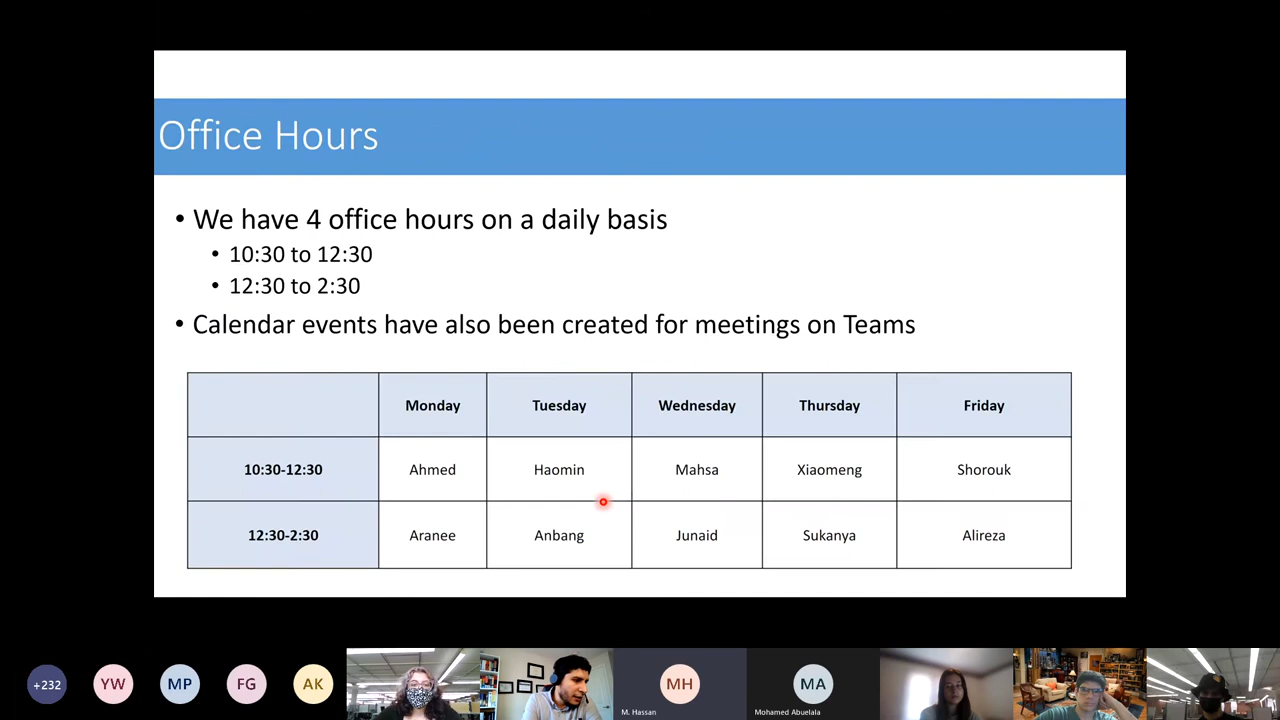 Office Hours
• We have 4 office hours on a daily basis
• 10:30 to 12:30
• 12:30 to 2:30
• Calendar events have also been created for meetings on Teams
Monday Tuesday Wednesday Thursday Friday
10:30-12:30 Ahmed Haomin Mahsa Xiaomeng Shorouk
12:30-2:30 Aranee Anbang Junaid Sukanya Alireza
+232 YW MP FG AK MH MA
M. Hassan Mohamed Abuelala